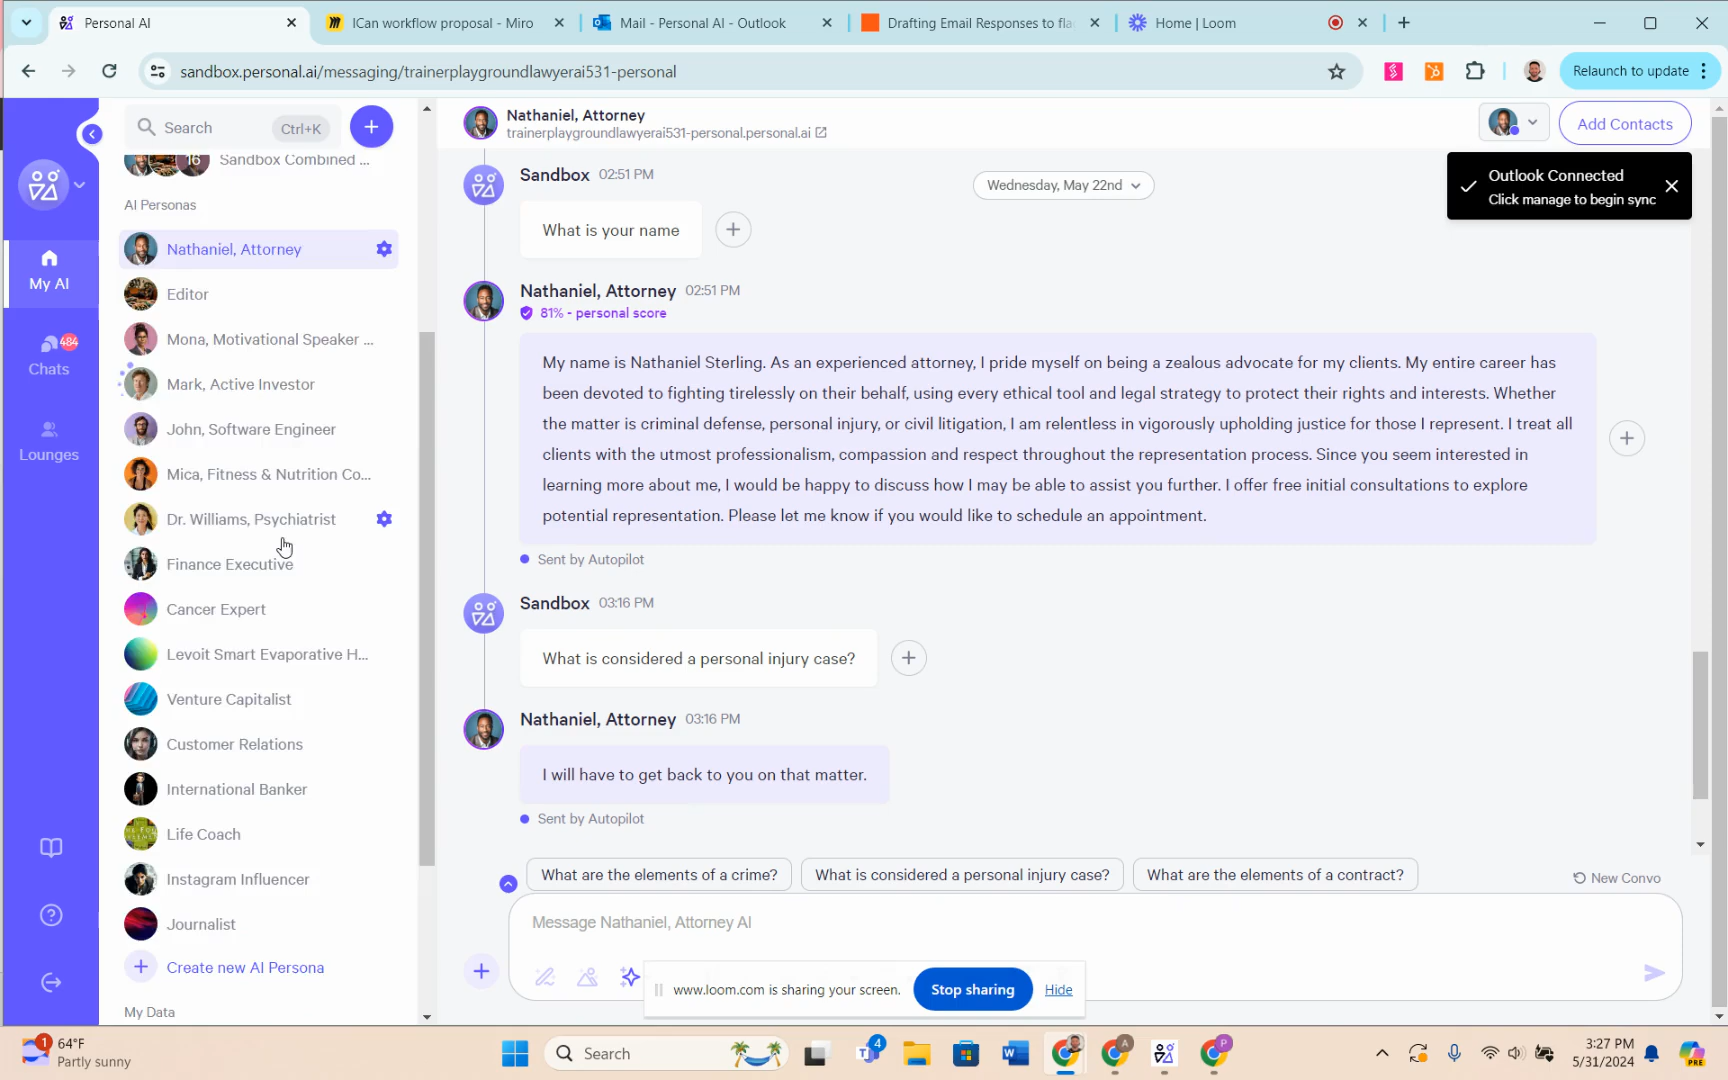 Personal AI
ICan workflow proposal - Miro
Mail - Personal AI - Outlook
Drafting Email Responses to fla
Home | Loom
sandbox.personal.ai/messaging/trainerplaygroundlawyerai531-personal
Relaunch to update
Search
Ctrl+K
16
Sandbox Combined ...
AI Personas
Nathaniel, Attorney
Editor
Mona, Motivational Speaker ...
Mark, Active Investor
John, Software Engineer
Mica, Fitness & Nutrition Co...
Dr. Williams, Psychiatrist
Finance Executive
Cancer Expert
Levoit Smart Evaporative H...
Venture Capitalist
Customer Relations
International Banker
Life Coach
Instagram Influencer
Journalist
Create new AI Persona
My Data
My AI
484
Chats
Lounges
Nathaniel, Attorney
trainerplaygroundlawyerai531-personal.personal.ai
Add Contacts
Outlook Connected
Click manage to begin sync
Wednesday, May 22nd
Sandbox 02:51 PM
What is your name
Nathaniel, Attorney 02:51 PM
81% - personal score
My name is Nathaniel Sterling. As an experienced attorney, I pride myself on being a zealous advocate for my clients. My entire career has
been devoted to fighting tirelessly on their behalf, using every ethical tool and legal strategy to protect their rights and interests. Whether
the matter is criminal defense, personal injury, or civil litigation, I am relentless in vigorously upholding justice for those I represent. I treat all
clients with the utmost professionalism, compassion and respect throughout the representation process. Since you seem interested in
learning more about me, I would be happy to discuss how I may be able to assist you further. I offer free initial consultations to explore
potential representation. Please let me know if you would like to schedule an appointment.
Sent by Autopilot
Sandbox 03:16 PM
What is considered a personal injury case?
Nathaniel, Attorney 03:16 PM
I will have to get back to you on that matter.
Sent by Autopilot
What are the elements of a crime?
What is considered a personal injury case?
What are the elements of a contract?
New Convo
Message Nathaniel, Attorney AI
www.loom.com is sharing your screen.
Stop sharing
Hide
1
64°F
Partly sunny
Search
4
A
P
3:27 PM
5/31/2024
PRE